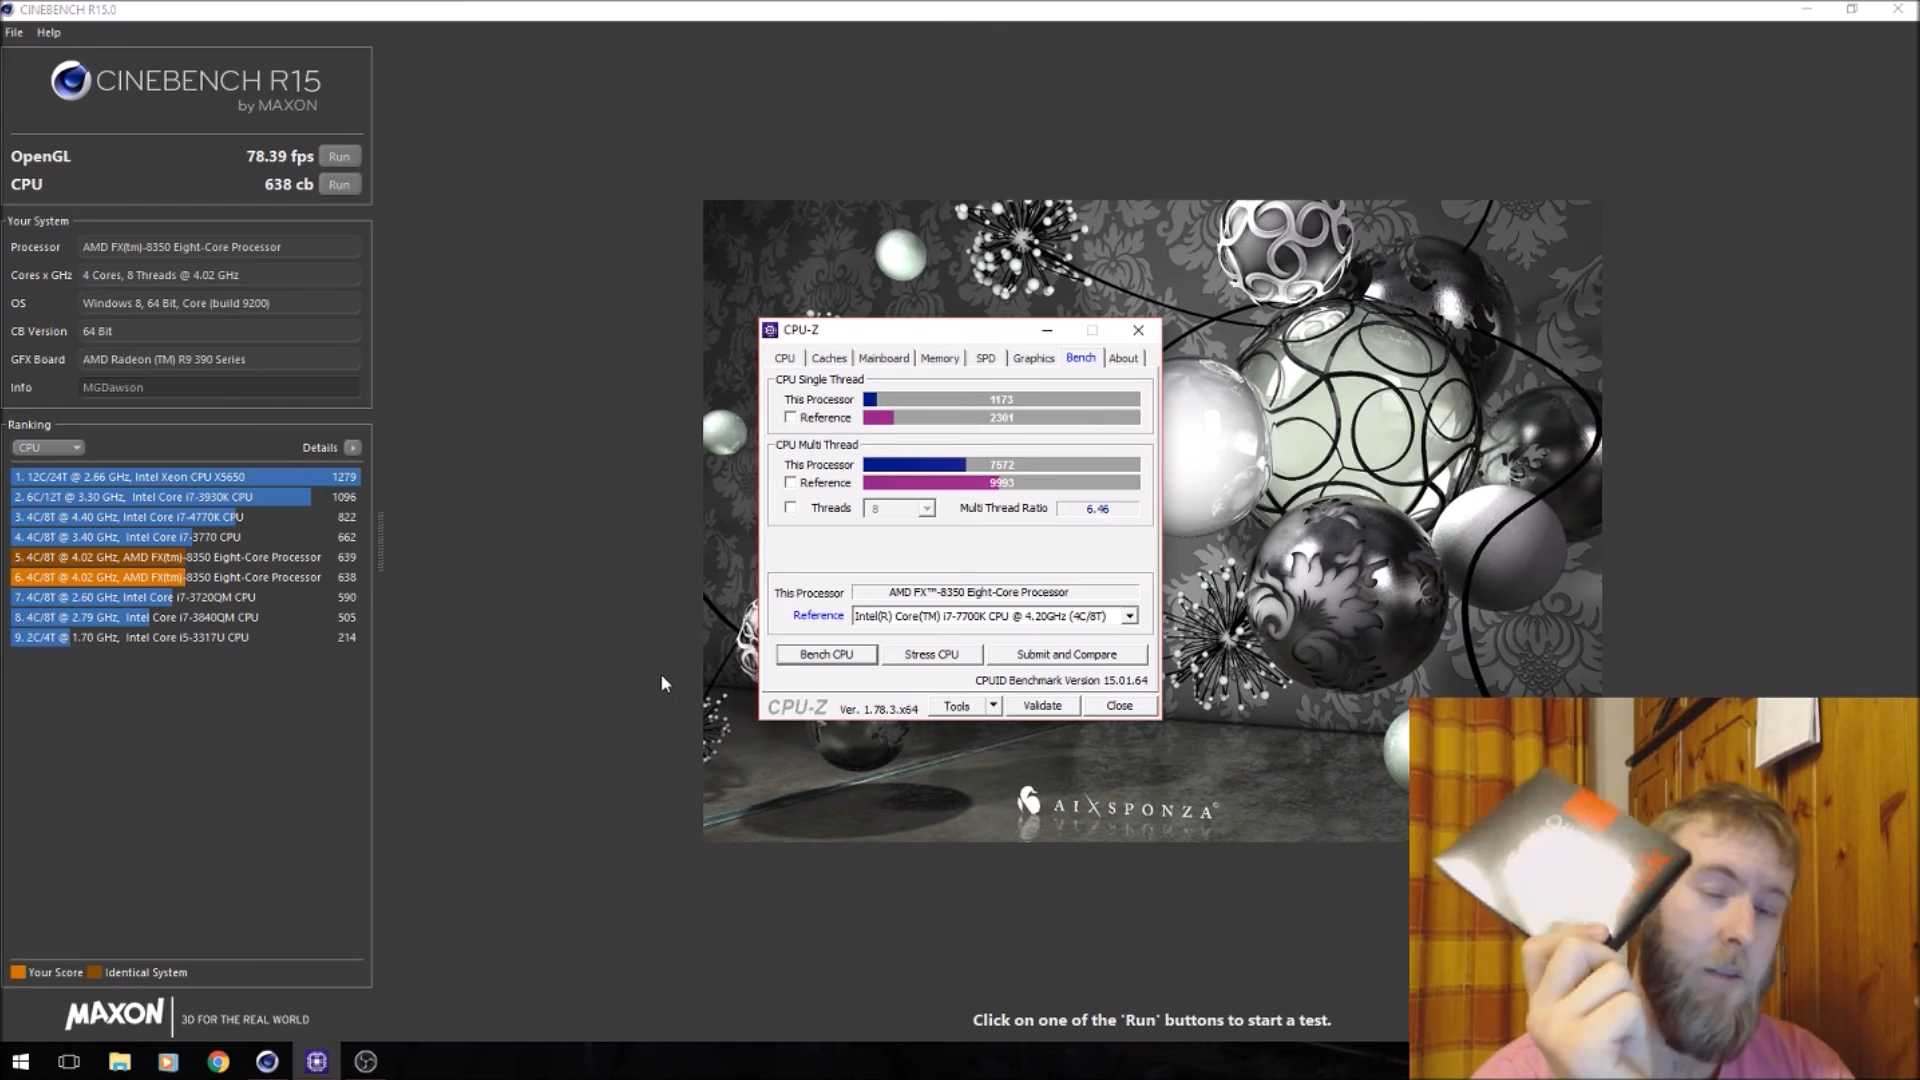 CINEBENCH R15.0
File Help
CINEBENCH R15
by MAXON
OpenGL 78.39 fps Run
CPU 638 cb Run
Your System
Processor AMD FX(tm)-8350 Eight-Core Processor
Cores x GHz 4 Cores, 8 Threads @ 4.02 GHz
OS Windows 8, 64 Bit, Core (build 9200)
CB Version 64 Bit
GFX Board AMD Radeon (TM) R9 390 Series
Info MGDawson
Ranking
CPU Details
1. 12C/24T @ 2.66 GHz, Intel Xeon CPU X5650 1279
2. 6C/12T @ 3.30 GHz, Intel Core i7-3930K CPU 1096
3. 4C/8T @ 4.40 GHz, Intel Core i7-4770K CPU 822
4. 4C/8T @ 3.40 GHz, Intel Core i7-3770 CPU 662
5. 4C/8T @ 4.02 GHz, AMD FX(tm)-8350 Eight-Core Processor 639
6. 4C/8T @ 4.02 GHz, AMD FX(tm)-8350 Eight-Core Processor 638
7. 4C/8T @ 2.60 GHz, Intel Core i7-3720QM CPU 590
8. 4C/8T @ 2.79 GHz, Intel Core i7-3840QM CPU 505
9. 2C/4T @ 1.70 GHz, Intel Core i5-3317U CPU 214
Your Score Identical System
MAXON 3D FOR THE REAL WORLD
CPU-Z
CPU Caches Mainboard Memory SPD Graphics Bench About
CPU Single Thread
This Processor 1173
Reference 2301
CPU Multi Thread
This Processor 7572
Reference 9993
Threads 8 Multi Thread Ratio 6.46
This Processor AMD FX™-8350 Eight-Core Processor
Reference Intel(R) Core(TM) i7-7700K CPU @ 4.20GHz (4C/8T)
Bench CPU Stress CPU Submit and Compare
CPUID Benchmark Version 15.01.64
CPU-Z Ver. 1.78.3.x64 Tools Validate Close
AIXSPONZA©
Click on one of the 'Run' buttons to start a test.